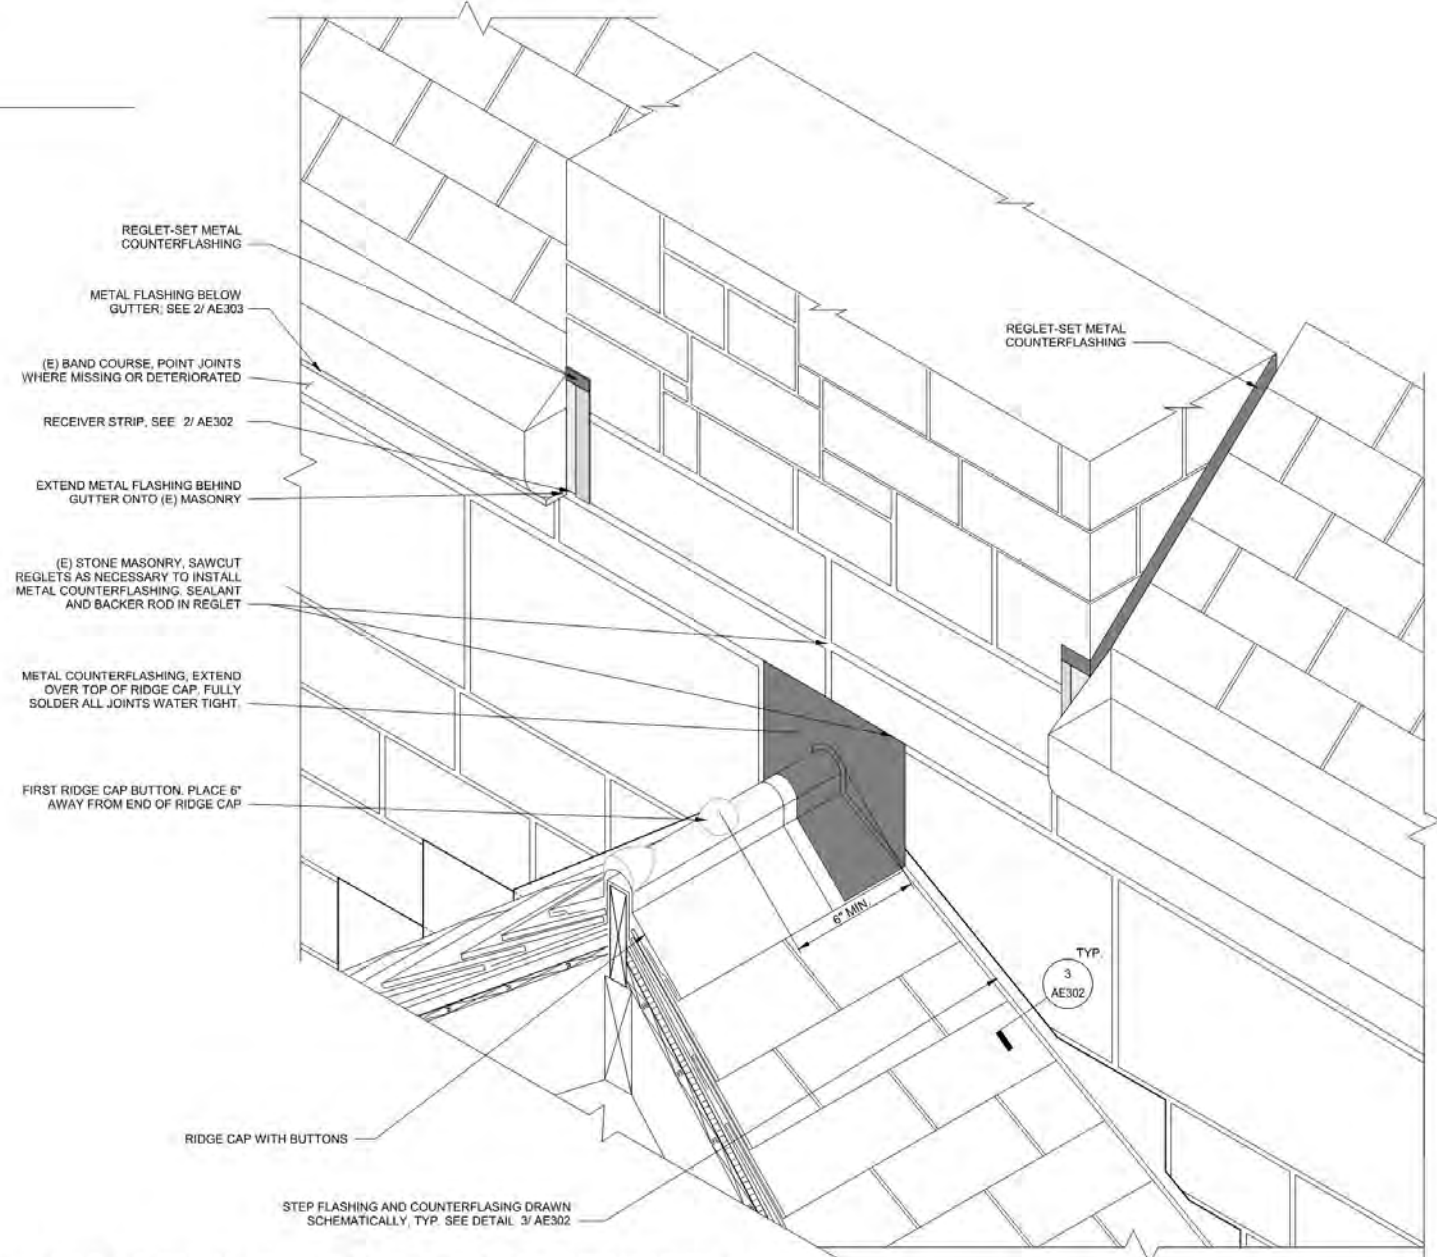 REGLET-SET METAL
COUNTERFLASHING
METAL FLASHING BELOW
GUTTER; SEE 2/ AE303
(E) BAND COURSE, POINT JOINTS
WHERE MISSING OR DETERIORATED
RECEIVER STRIP, SEE 2/ AE302
EXTEND METAL FLASHING BEHIND
GUTTER ONTO (E) MASONRY
(E) STONE MASONRY, SAWCUT
REGLETS AS NECESSARY TO INSTALL
METAL COUNTERFLASHING. SEALANT
AND BACKER ROD IN REGLET
METAL COUNTERFLASHING, EXTEND
OVER TOP OF RIDGE CAP. FULLY
SOLDER ALL JOINTS WATER TIGHT.
FIRST RIDGE CAP BUTTON. PLACE 6"
AWAY FROM END OF RIDGE CAP
RIDGE CAP WITH BUTTONS
STEP FLASHING AND COUNTERFLASING DRAWN
SCHEMATICALLY, TYP. SEE DETAIL 3/ AE302
REGLET-SET METAL
COUNTERFLASHING
6" MIN.
TYP.
3
AE302